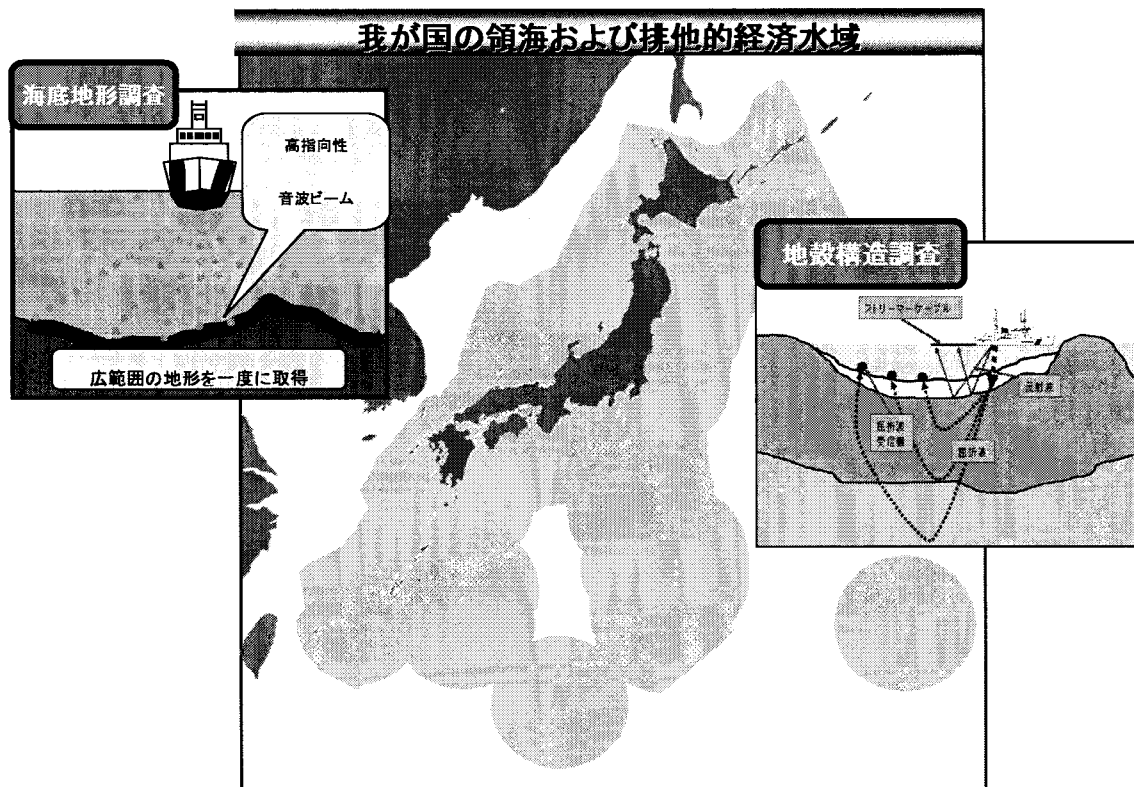 我が国の領海および排他的経済水域
海底地形調査
高指向性
音波ビーム
広範囲の地形を一度に取得
地殻構造調査
ストリーマーケーブル
反射波
屈折波
受信機
屈折波